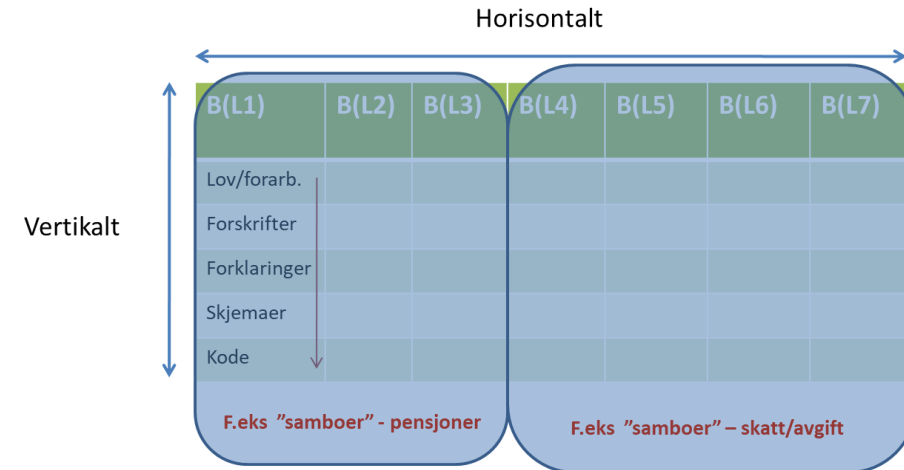 Horisontalt
B(L1) B(L2) B(L3) B(L4) B(L5) B(L6) B(L7)
Lov/forarb.
Vertikalt
Forskrifter
Forklaringer
Skjemaer
Kode
F.eks ”samboer” - pensjoner
F.eks ”samboer” – skatt/avgift